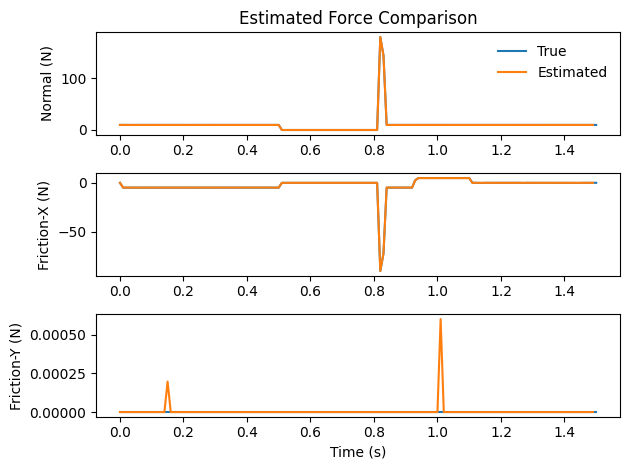 Estimated Force Comparison
Normal (N)
100
0
True
Estimated
0.0 0.2 0.4 0.6 0.8 1.0 1.2 1.4
Friction-X (N)
0
−50
0.0 0.2 0.4 0.6 0.8 1.0 1.2 1.4
Friction-Y (N)
0.00050
0.00025
0.00000
0.0 0.2 0.4 0.6 0.8 1.0 1.2 1.4
Time (s)